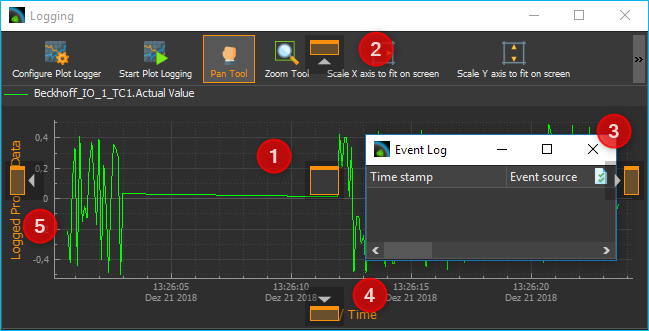 Logging
2
Configure Plot Logger Start Plot Logging Pan Tool Zoom Tool Scale X axis to fit on screen Scale Y axis to fit on screen »
Beckhoff_IO_1_TC1.Actual Value
3
1 Event Log
Time stamp Event source
5
0,4
0,2
0
-0,2
-0,4
Logged Pro Data
13:26:05 13:26:10 13:26:15 13:26:20
Dez 21 2018 Dez 21 2018 Dez 21 2018 Dez 21 2018
4
/ Time